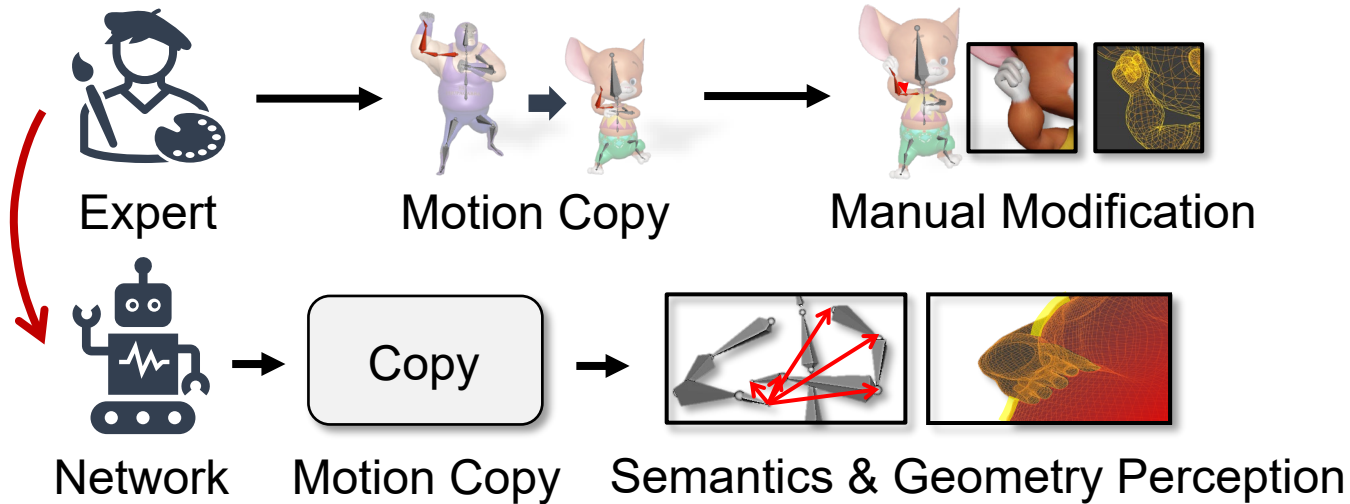 Expert
Motion Copy
Manual Modification
Copy
Network
Motion Copy
Semantics & Geometry Perception